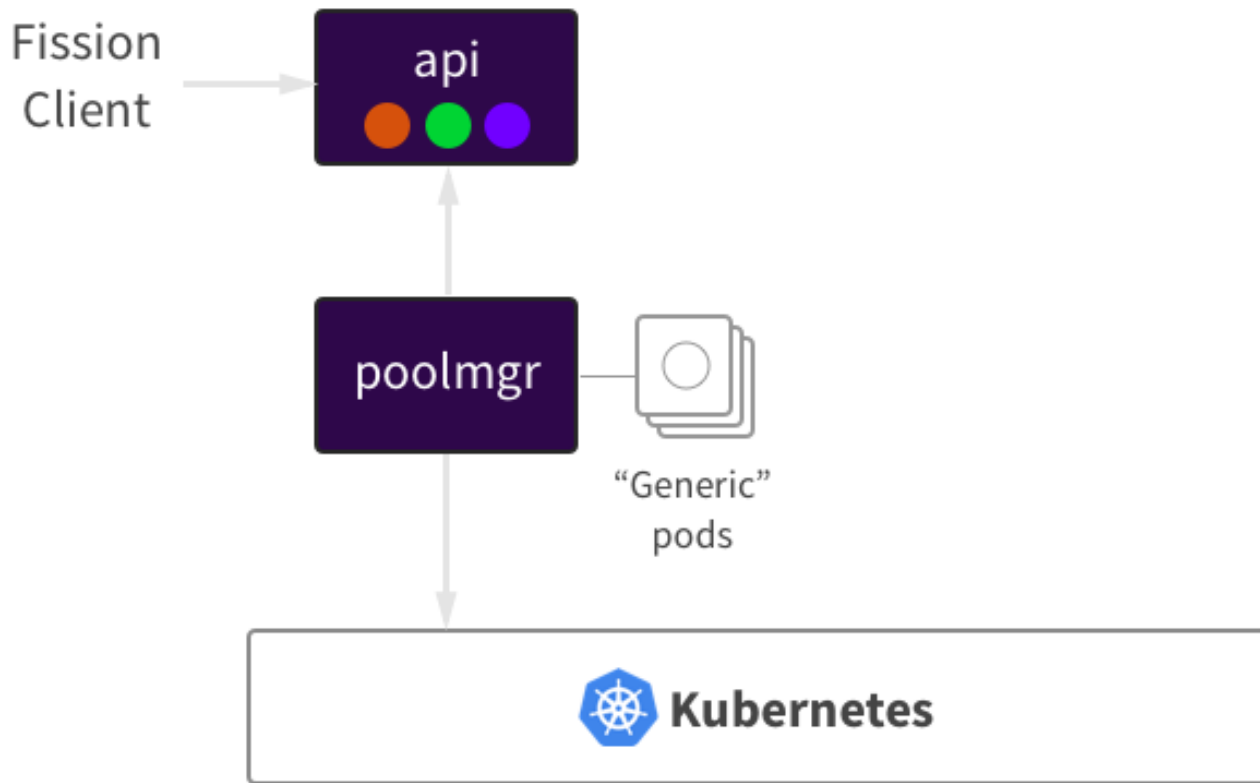 Fission
Client
api
poolmgr
“Generic”
pods
Kubernetes